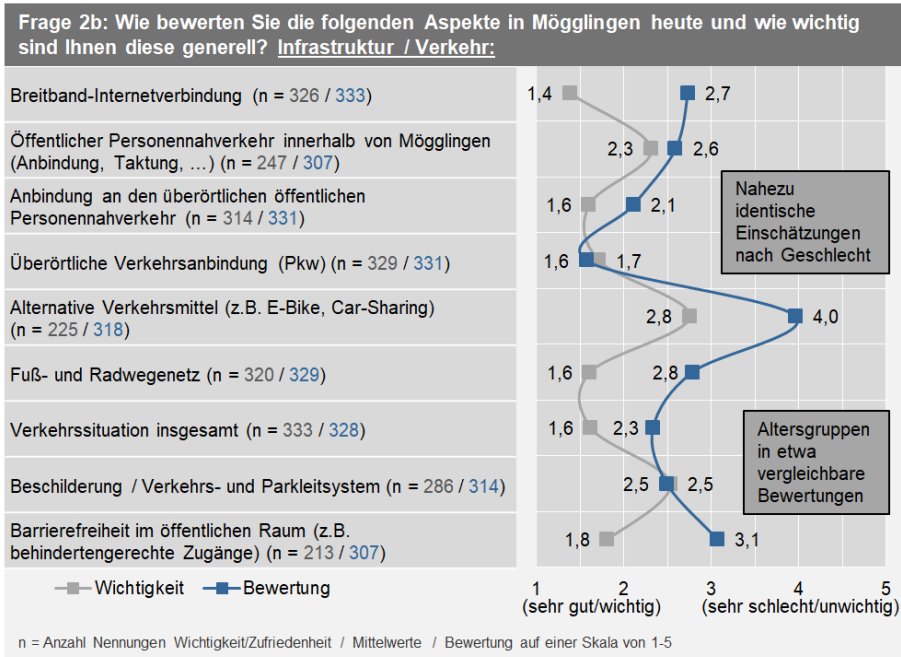 Frage 2b: Wie bewerten Sie die folgenden Aspekte in Mögglingen heute und wie wichtig
sind Ihnen diese generell? Infrastruktur / Verkehr:
Breitband-Internetverbindung (n = 326 / 333)
1,4
2,7
Öffentlicher Personennahverkehr innerhalb von Mögglingen
(Anbindung, Taktung, …) (n = 247 / 307)
2,3
2,6
Anbindung an den überörtlichen öffentlichen
Personennahverkehr (n = 314 / 331)
1,6
2,1
Nahezu
identische
Einschätzungen
nach Geschlecht
Überörtliche Verkehrsanbindung (Pkw) (n = 329 / 331)
1,6
1,7
Alternative Verkehrsmittel (z.B. E-Bike, Car-Sharing)
(n = 225 / 318)
2,8
4,0
Fuß- und Radwegenetz (n = 320 / 329)
1,6
2,8
Verkehrssituation insgesamt (n = 333 / 328)
1,6
2,3
Altersgruppen
in etwa
vergleichbare
Bewertungen
Beschilderung / Verkehrs- und Parkleitsystem (n = 286 / 314)
2,5
2,5
Barrierefreiheit im öffentlichen Raum (z.B.
behindertengerechte Zugänge) (n = 213 / 307)
1,8
3,1
Wichtigkeit
Bewertung
1 2 3 4 5
(sehr gut/wichtig) (sehr schlecht/unwichtig)
n = Anzahl Nennungen Wichtigkeit/Zufriedenheit / Mittelwerte / Bewertung auf einer Skala von 1-5